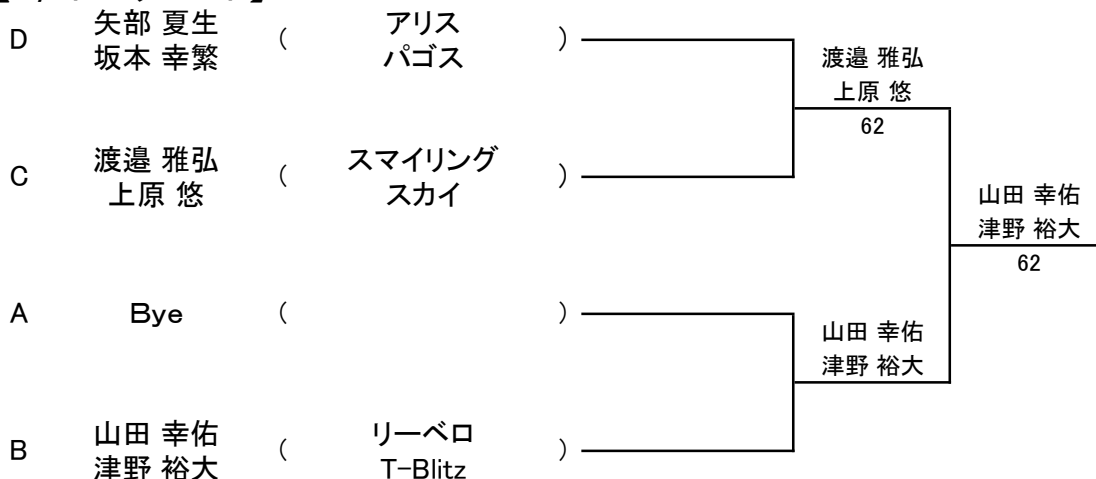 D 矢部 夏生 ( アリス )
坂本 幸繁 パゴス
渡邉 雅弘
上原 悠
62
C 渡邉 雅弘 ( スマイリング )
上原 悠 スカイ
山田 幸佑
津野 裕大
62
A Bye ( )
山田 幸佑
津野 裕大
B 山田 幸佑 ( リーベロ )
津野 裕大 T-Blitz